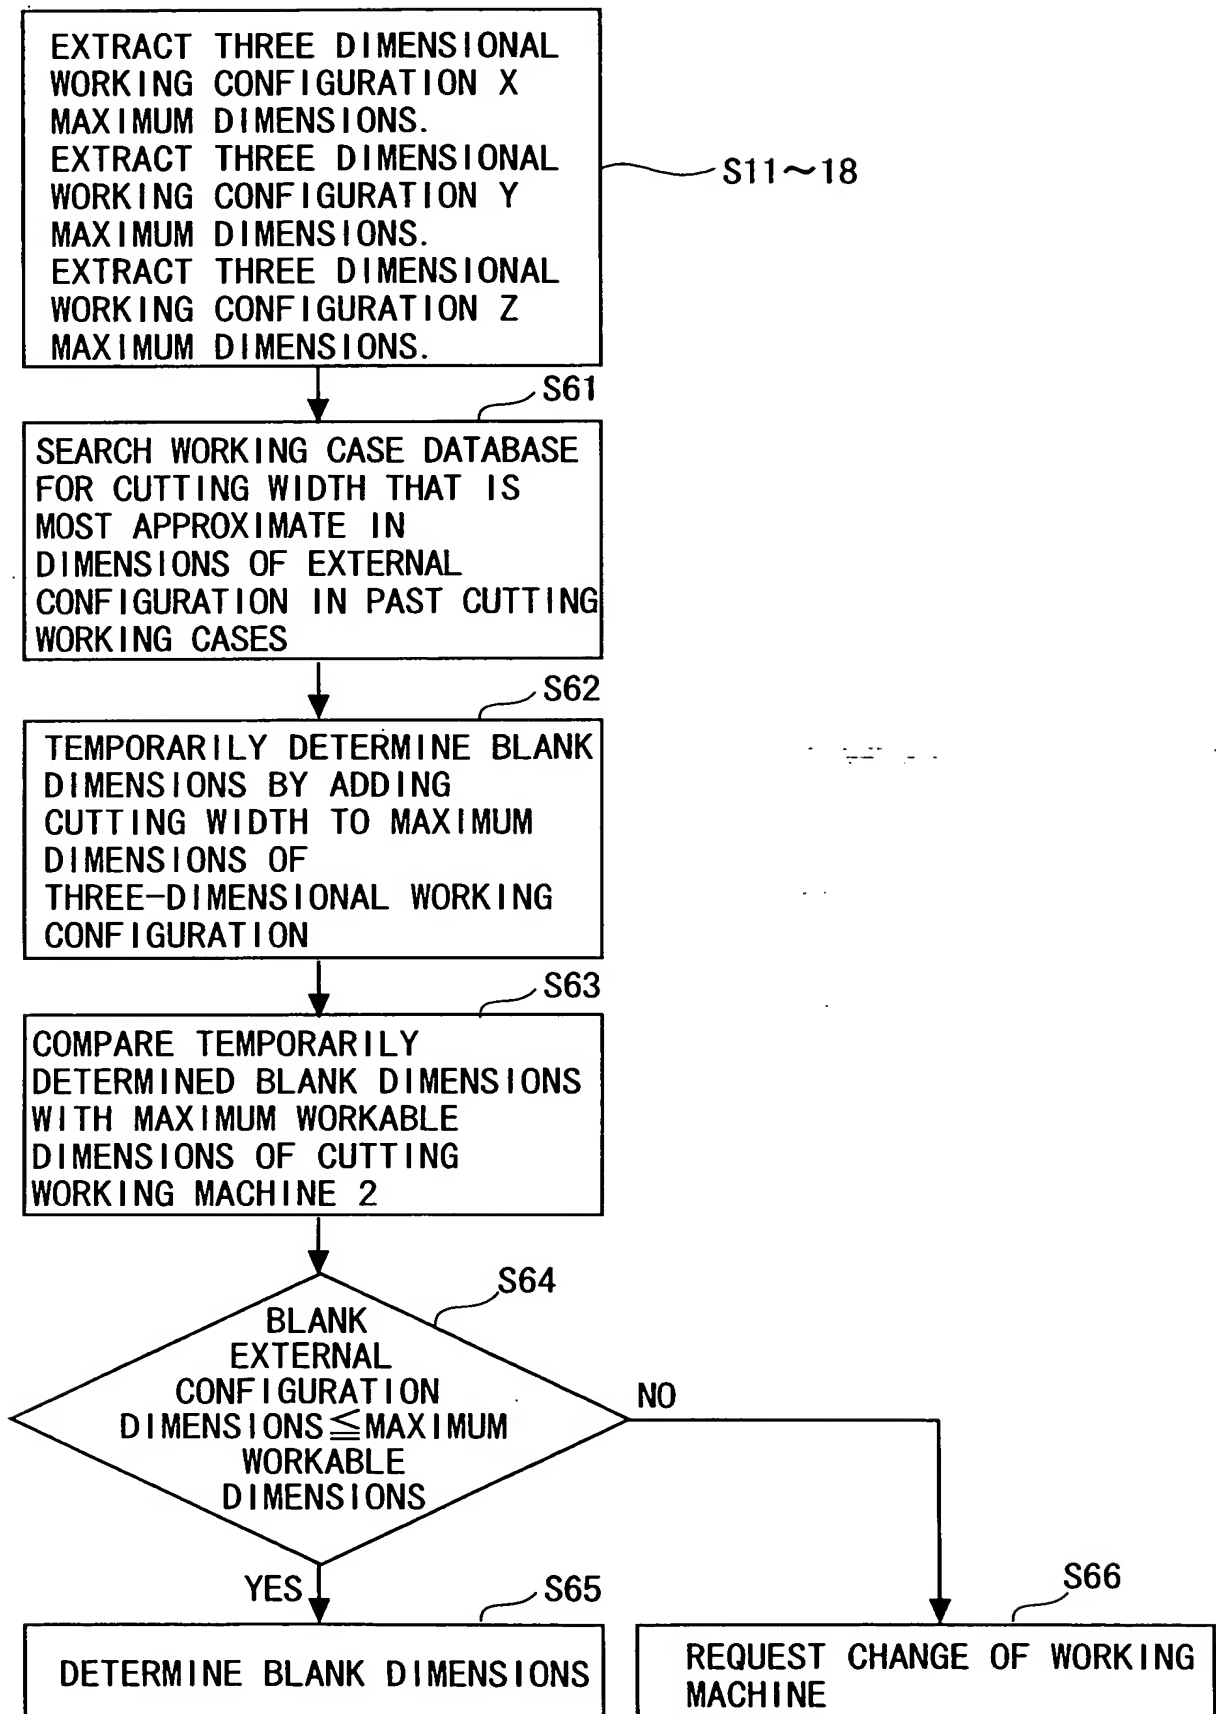 EXTRACT THREE DIMENSIONAL
WORKING CONFIGURATION X
MAXIMUM DIMENSIONS.
EXTRACT THREE DIMENSIONAL
WORKING CONFIGURATION Y
MAXIMUM DIMENSIONS.
EXTRACT THREE DIMENSIONAL
WORKING CONFIGURATION Z
MAXIMUM DIMENSIONS.
S11~18
S61
SEARCH WORKING CASE DATABASE
FOR CUTTING WIDTH THAT IS
MOST APPROXIMATE IN
DIMENSIONS OF EXTERNAL
CONFIGURATION IN PAST CUTTING
WORKING CASES
S62
TEMPORARILY DETERMINE BLANK
DIMENSIONS BY ADDING
CUTTING WIDTH TO MAXIMUM
DIMENSIONS OF
THREE-DIMENSIONAL WORKING
CONFIGURATION
S63
COMPARE TEMPORARILY
DETERMINED BLANK DIMENSIONS
WITH MAXIMUM WORKABLE
DIMENSIONS OF CUTTING
WORKING MACHINE 2
S64
BLANK
EXTERNAL
CONFIGURATION
DIMENSIONS≦MAXIMUM
WORKABLE
DIMENSIONS
NO
YES
S65
DETERMINE BLANK DIMENSIONS
S66
REQUEST CHANGE OF WORKING
MACHINE